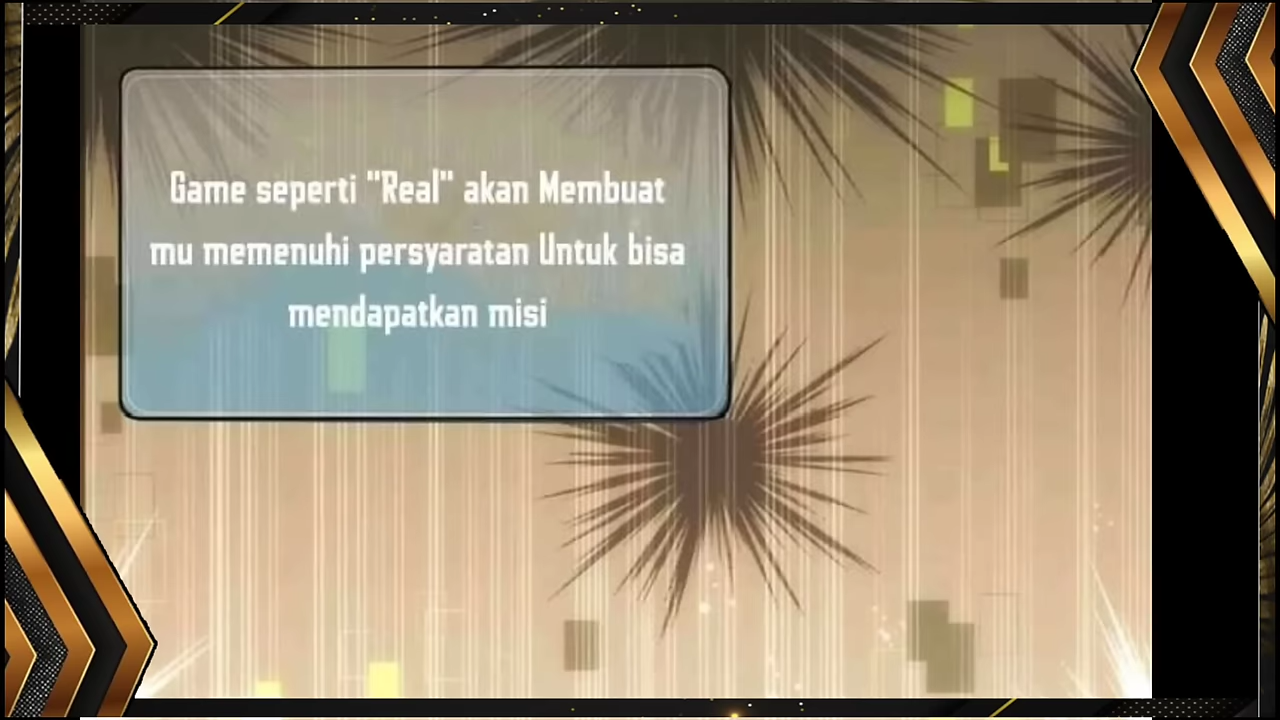 Game seperti "Real" akan Membuat
mu memenuhi persyaratan Untuk bisa
mendapatkan misi